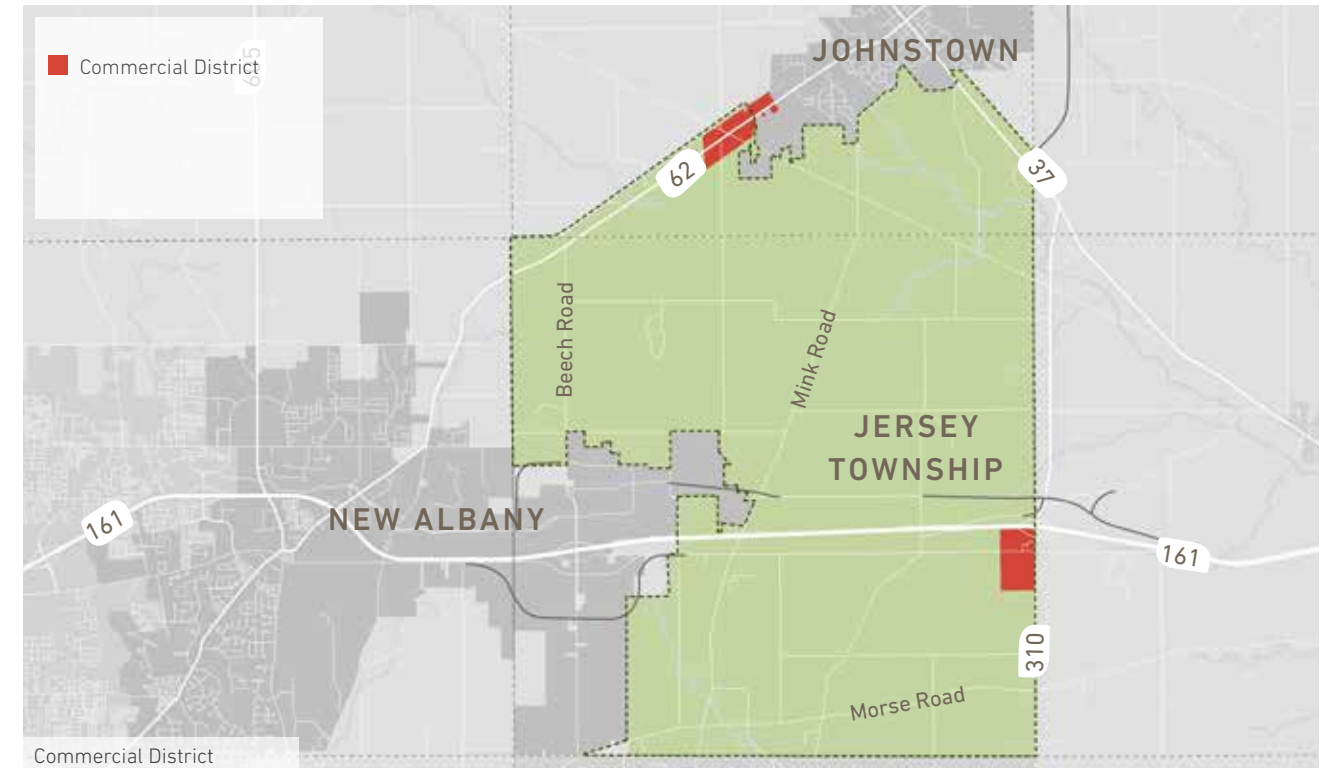 Commercial District
JOHNSTOWN
62
37
Beech Road
Mink Road
JERSEY
TOWNSHIP
NEW ALBANY
161
161
310
Morse Road
Commercial District